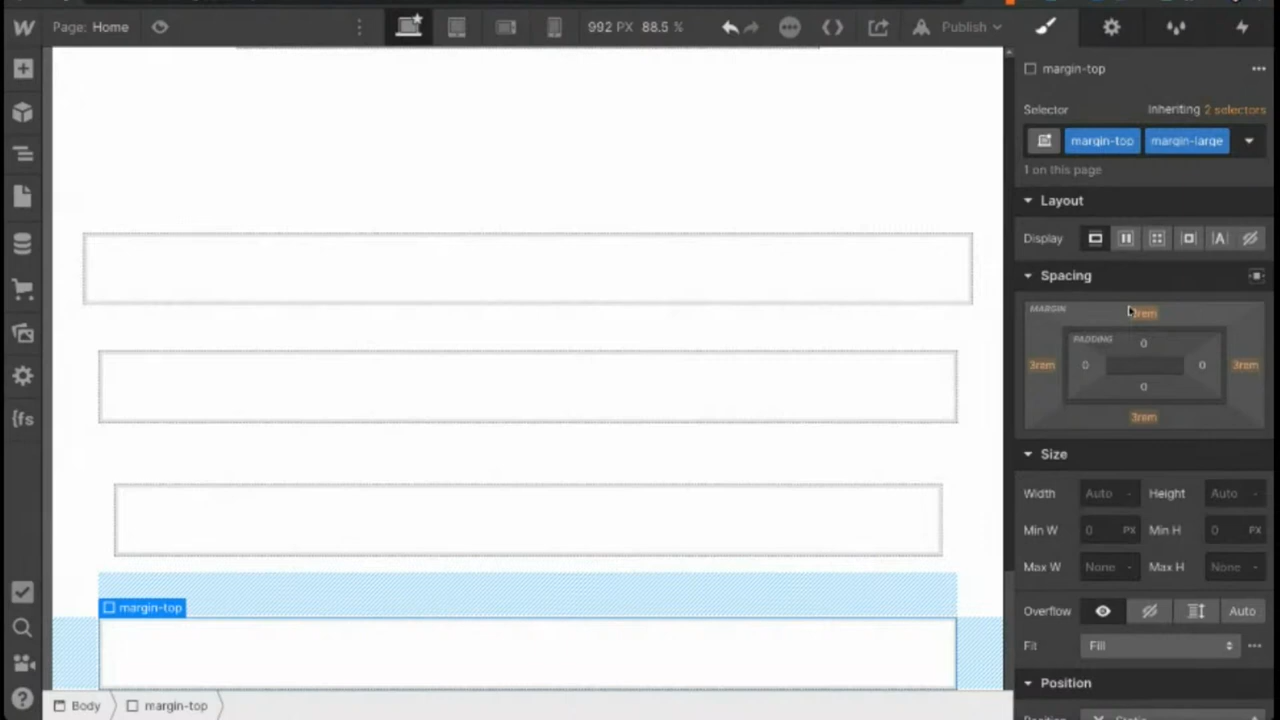 Page: Home
992 PX 88.5 %
Publish
margin-top
Selector Inheriting 2 selectors
margin-top margin-large
1 on this page
Layout
Display
Spacing
MARGIN
PADDING
0
3rem 0 0 3rem
0
3rem
Size
Width Auto - Height Auto -
Min W 0 PX Min H 0 PX
Max W None - Max H None -
Overflow Auto
Fit Fill
Position
Static
margin-top
{fs
Body margin-top